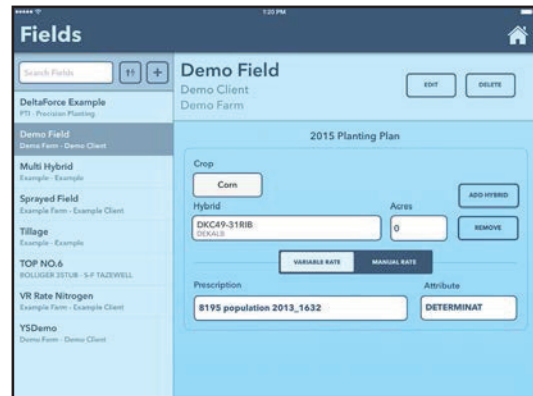 1:20 PM
Fields
Search Fields
DeltaForce Example
PTI - Precision Planting
Demo Field
Demo Farm - Demo Client
Multi Hybrid
Example - Example
Sprayed Field
Example Farm - Example Client
Tillage
Example - Example
TOP NO.6
BOLLIGER 3STUB - S-F TAZEWELL
VR Rate Nitrogen
Example Farm - Example Client
YSDemo
Demo Farm - Demo Client
Demo Field
Demo Client
Demo Farm
EDIT
DELETE
2015 Planting Plan
Crop
Corn
Hybrid
Acres
ADD HYBRID
DKC49-31RIB
DEKALB
0
REMOVE
VARIABLE RATE
MANUAL RATE
Prescription
Attribute
8195 population 2013_1632
DETERMINAT